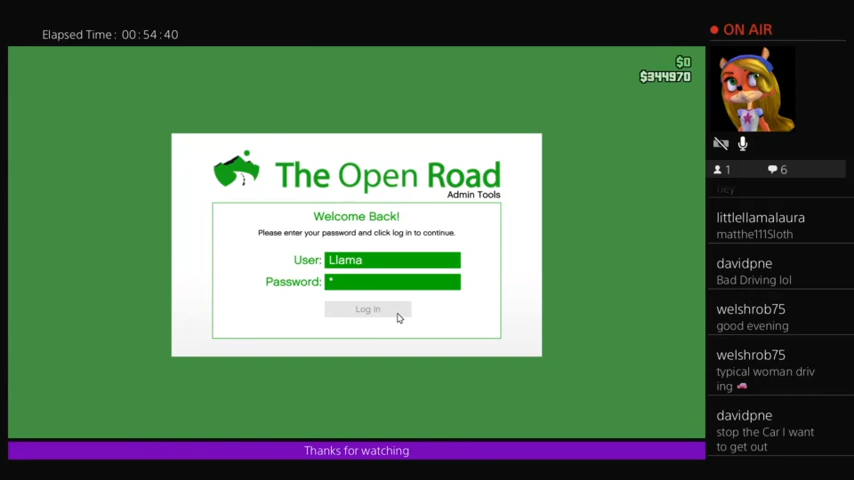 Elapsed Time: 00:54:40
ON AIR
$0
$344970
The Open Road
Admin Tools
Welcome Back!
Please enter your password and click log in to continue.
User: Llama
Password: *
Log In
Thanks for watching
1 6
hey
littlellamalaura
matthe111Sloth
davidpne
Bad Driving lol
welshrob75
good evening
welshrob75
typical woman driv
ing
davidpne
stop the Car I want
to get out